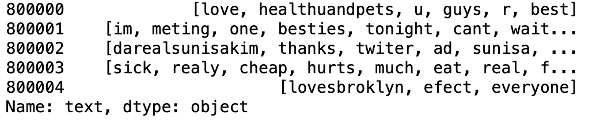 800000 [love, healthuandpets, u, guys, r, best]
800001 [im, meting, one, besties, tonight, cant, wait...
800002 [darealsunisakim, thanks, twiter, ad, sunisa, ...
800003 [sick, realy, cheap, hurts, much, eat, real, f...
800004 [lovesbroklyn, efect, everyone]
Name: text, dtype: object